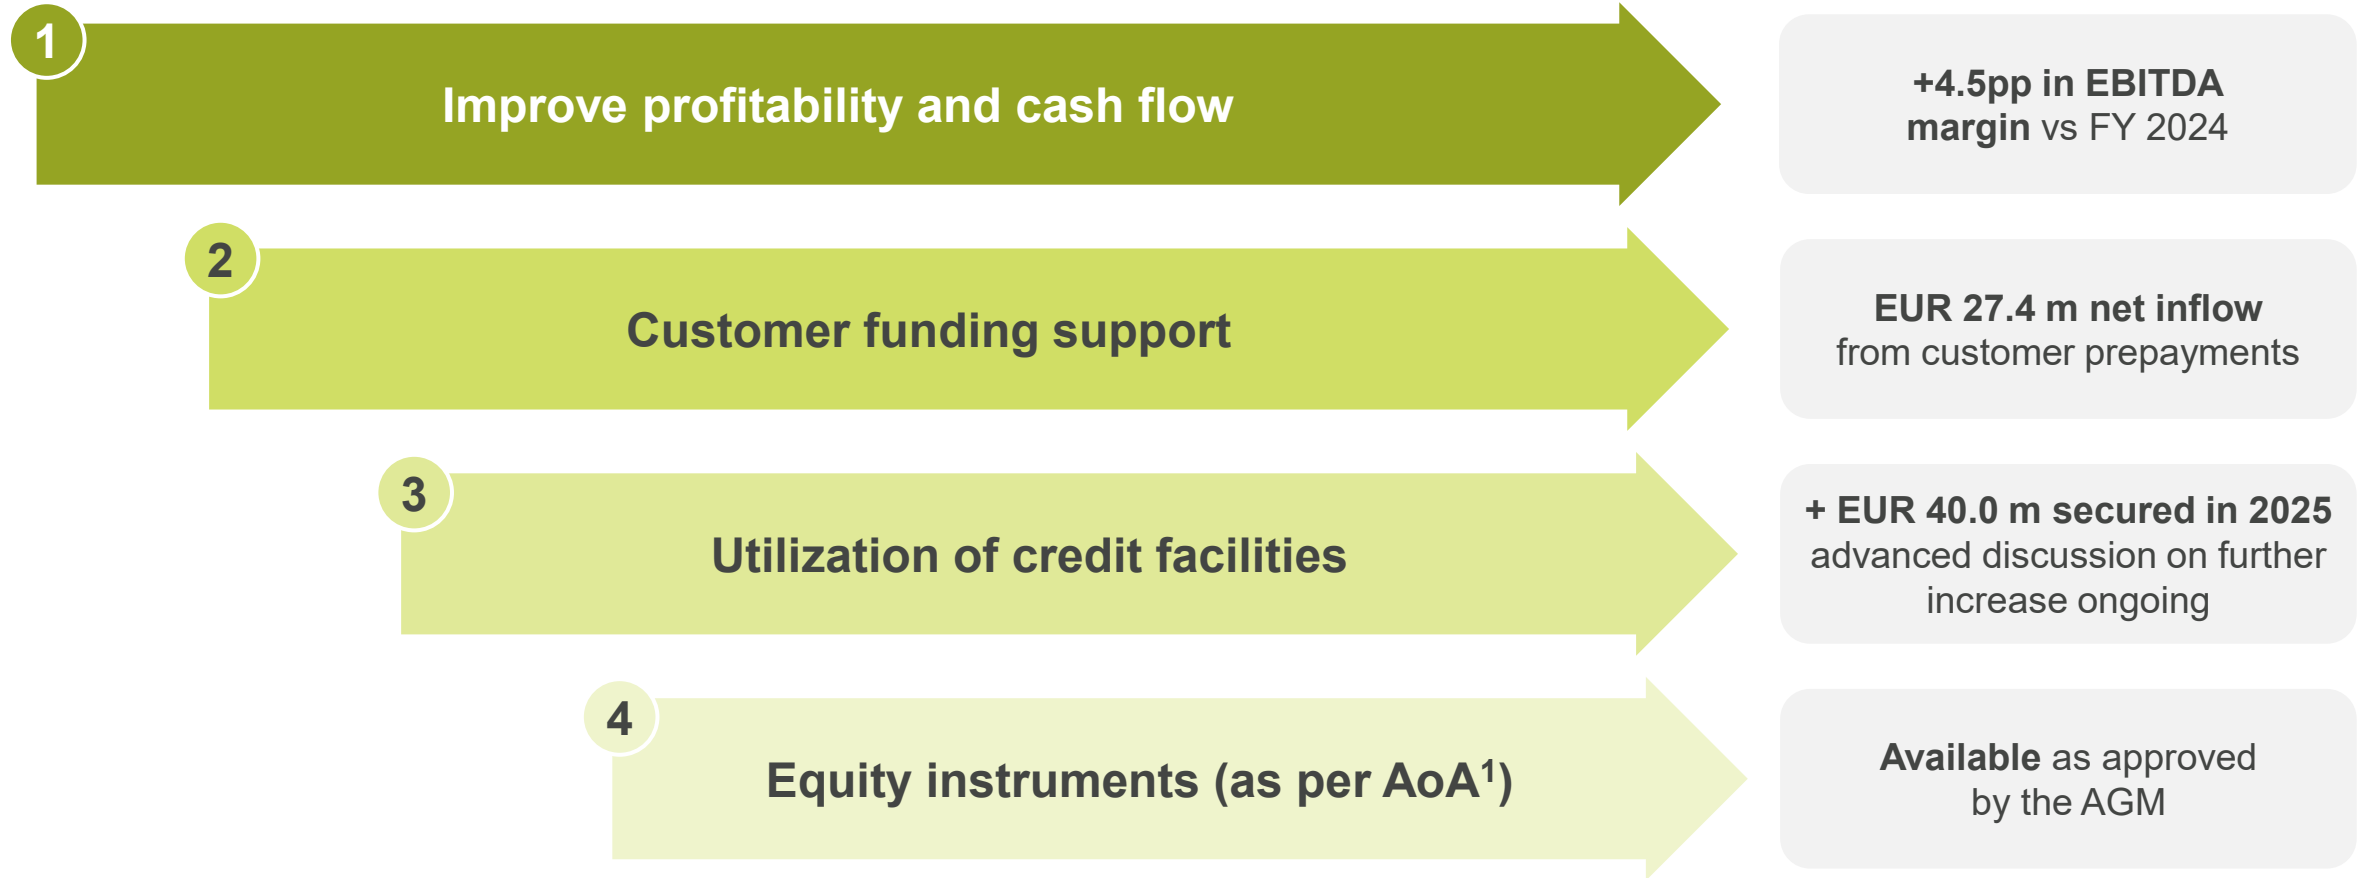 1
Improve profitability and cash flow
+4.5pp in EBITDA
margin vs FY 2024
2
Customer funding support
EUR 27.4 m net inflow
from customer prepayments
3
Utilization of credit facilities
+ EUR 40.0 m secured in 2025
advanced discussion on further
increase ongoing
4
Equity instruments (as per AoA¹)
Available as approved
by the AGM